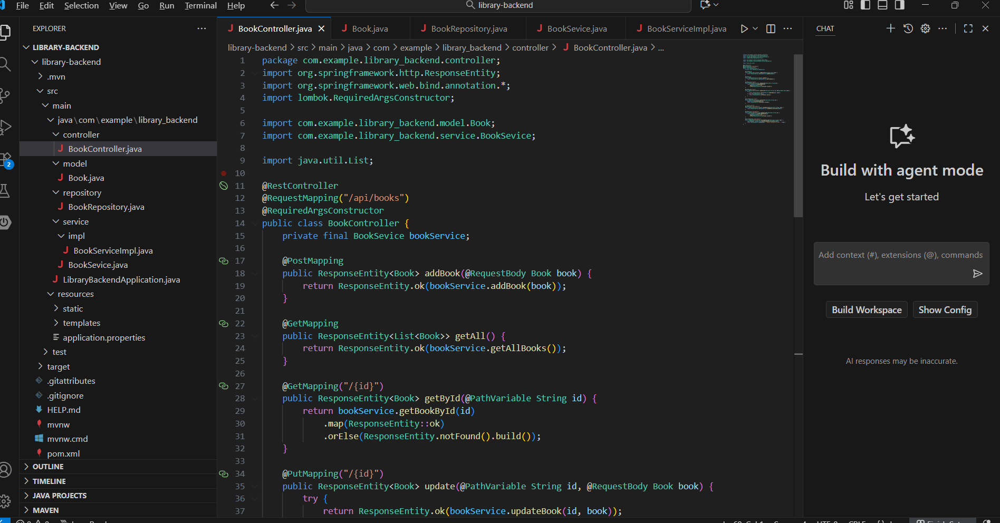 File Edit Selection View Go Run Terminal Help
library-backend
EXPLORER
LIBRARY-BACKEND
library-backend
.mvn
src
main
java\com\example\library_backend
controller
BookController.java
model
Book.java
repository
BookRepository.java
service
impl
BookServiceImpl.java
BookSevice.java
LibraryBackendApplication.java
resources
static
templates
application.properties
test
target
.gitattributes
.gitignore
HELP.md
mvnw
mvnw.cmd
pom.xml
OUTLINE
TIMELINE
JAVA PROJECTS
MAVEN
2
BookController.java Book.java BookRepository.java BookSevice.java BookServiceImpl.java
library-backend > src > main > java > com > example > library_backend > controller > BookController.java > ...
1 package com.example.library_backend.controller;
2 import org.springframework.http.ResponseEntity;
3 import org.springframework.web.bind.annotation.*;
4 import lombok.RequiredArgsConstructor;
5
6 import com.example.library_backend.model.Book;
7 import com.example.library_backend.service.BookSevice;
8
9 import java.util.List;
10
11 @RestController
12 @RequestMapping("/api/books")
13 @RequiredArgsConstructor
14 public class BookController {
15 private final BookSevice bookService;
16
17 @PostMapping
18 public ResponseEntity<Book> addBook(@RequestBody Book book) {
19 return ResponseEntity.ok(bookService.addBook(book));
20 }
21
22 @GetMapping
23 public ResponseEntity<List<Book>> getAll() {
24 return ResponseEntity.ok(bookService.getAllBooks());
25 }
26
27 @GetMapping("/{id}")
28 public ResponseEntity<Book> getById(@PathVariable String id) {
29 return bookService.getBookById(id)
30 .map(ResponseEntity::ok)
31 .orElse(ResponseEntity.notFound().build());
32 }
33
34 @PutMapping("/{id}")
35 public ResponseEntity<Book> update(@PathVariable String id, @RequestBody Book book) {
36 try {
37 return ResponseEntity.ok(bookService.updateBook(id, book));
CHAT
Build with agent mode
Let's get started
Add context (#), extensions (@), commands
Build Workspace Show Config
AI responses may be inaccurate.